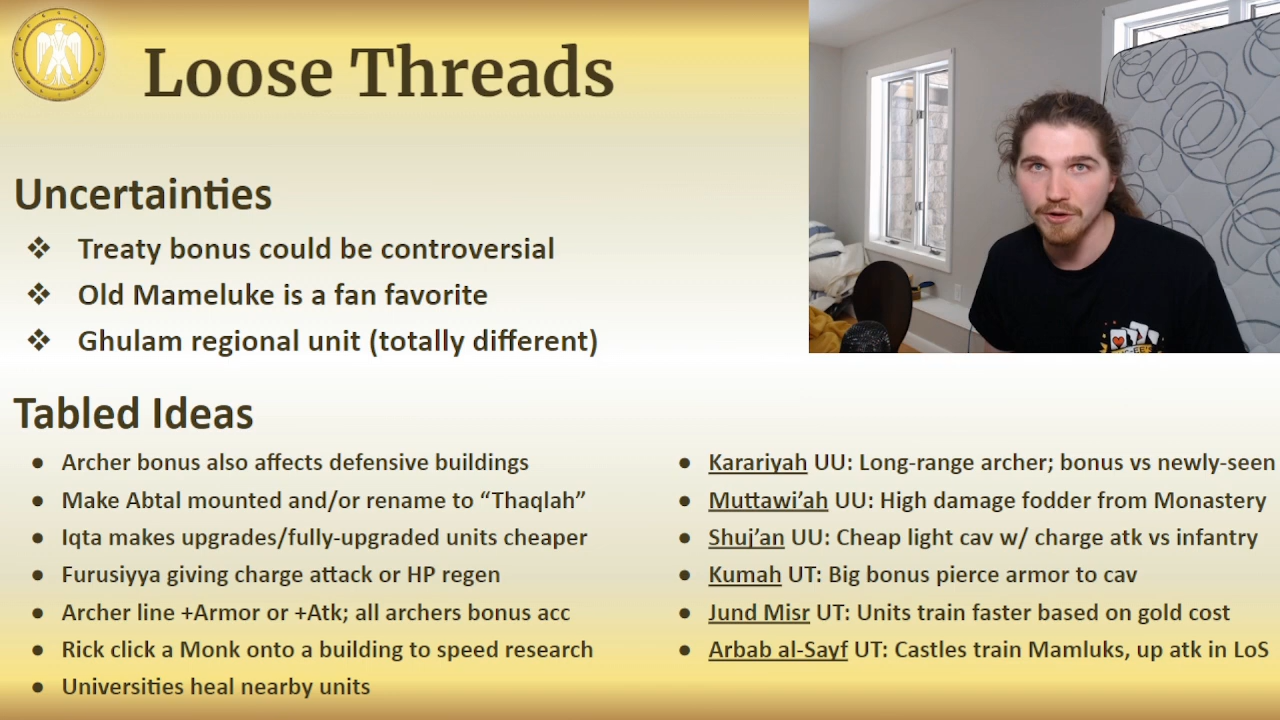 Loose Threads
Uncertainties
❖ Treaty bonus could be controversial
❖ Old Mameluke is a fan favorite
❖ Ghulam regional unit (totally different)
Tabled Ideas
● Archer bonus also affects defensive buildings
● Make Abtal mounted and/or rename to “Thaqlah”
● Iqta makes upgrades/fully-upgraded units cheaper
● Furusiyya giving charge attack or HP regen
● Archer line +Armor or +Atk; all archers bonus acc
● Rick click a Monk onto a building to speed research
● Universities heal nearby units
● Karariyah UU: Long-range archer; bonus vs newly-seen
● Muttawi’ah UU: High damage fodder from Monastery
● Shuj’an UU: Cheap light cav w/ charge atk vs infantry
● Kumah UT: Big bonus pierce armor to cav
● Jund Misr UT: Units train faster based on gold cost
● Arbab al-Sayf UT: Castles train Mamluks, up atk in LoS